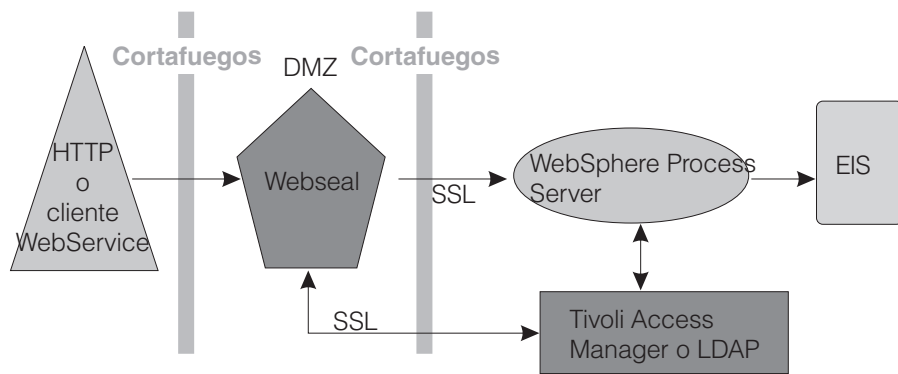 Cortafuegos
Cortafuegos
DMZ
HTTP
o
cliente
WebService
Webseal
SSL
WebSphere Process
Server
EIS
SSL
Tivoli Access
Manager o LDAP